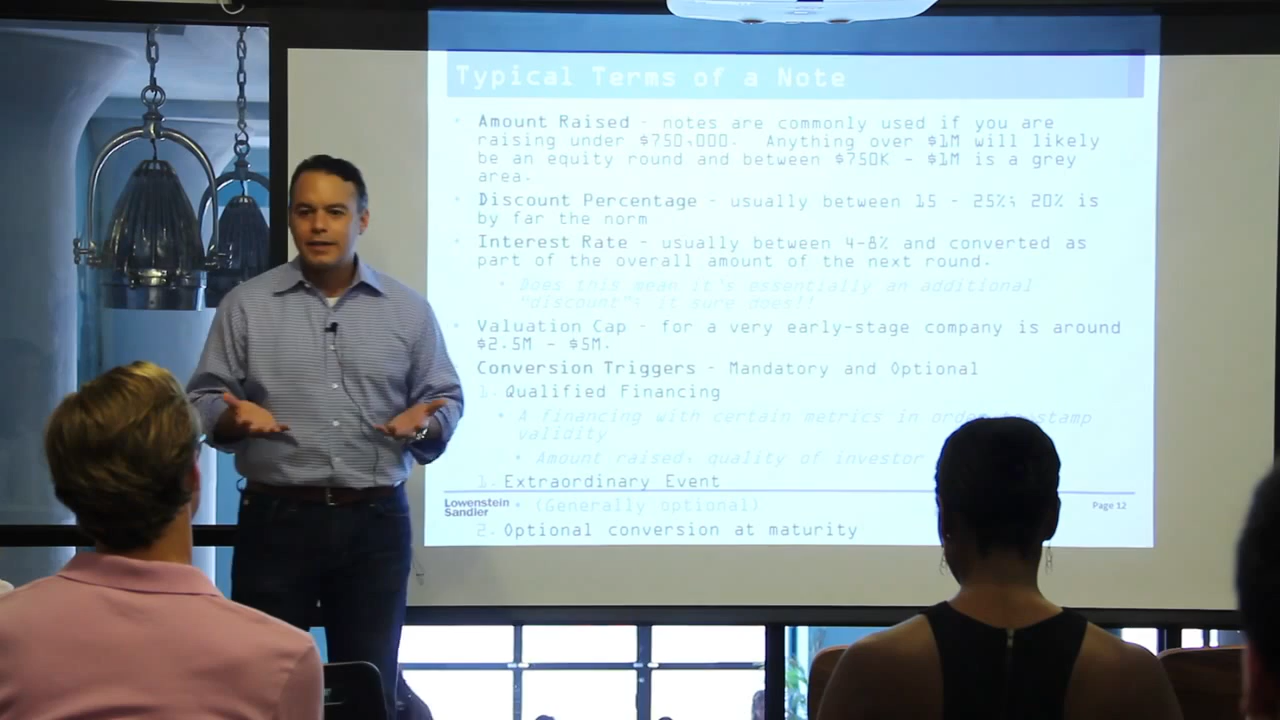 Typical Terms of a Note
• Amount Raised - notes are commonly used if you are
raising under $750,000. Anything over $1M will likely
be an equity round and between $750K - $1M is a grey
area.
• Discount Percentage - usually between 15 - 25%; 20% is
by far the norm
• Interest Rate - usually between 4-8% and converted as
part of the overall amount of the next round.
• Does this mean it's essentially an additional
"discount"; it sure does!!
• Valuation Cap - for a very early-stage company is around
$2.5M - $5M.
Conversion Triggers - Mandatory and Optional
1. Qualified Financing
• A financing with certain metrics in order to stamp
validity
• Amount raised, quality of investor
1. Extraordinary Event
• (Generally optional)
2. Optional conversion at maturity
Lowenstein
Sandler
Page 12